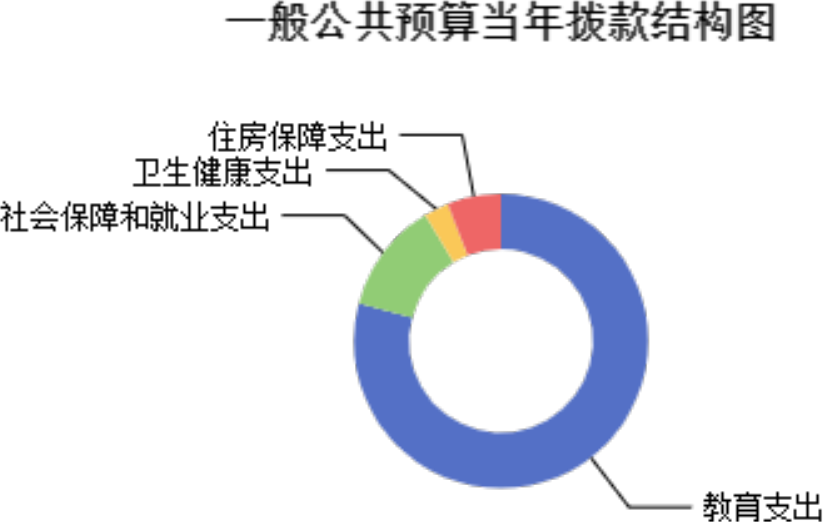 一般公共预算当年拨款结构图
住房保障支出
卫生健康支出
社会保障和就业支出
教育支出